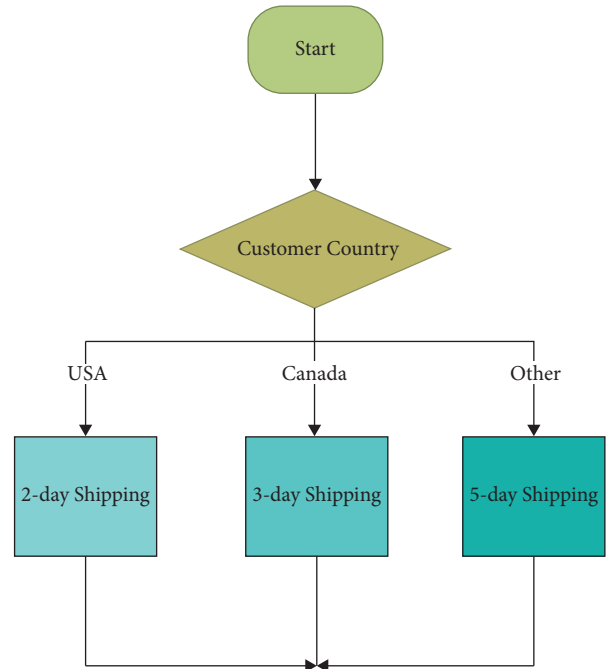 Start
Customer Country
USA
Canada
Other
2-day Shipping
3-day Shipping
5-day Shipping